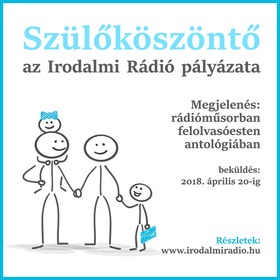 Szülőköszöntő
az Irodalmi Rádió pályázata
Megjelenés:
rádióműsorban
felolvasóesten
antológiában
beküldés:
2018. április 20-ig
Részletek:
www.irodalmiradio.hu